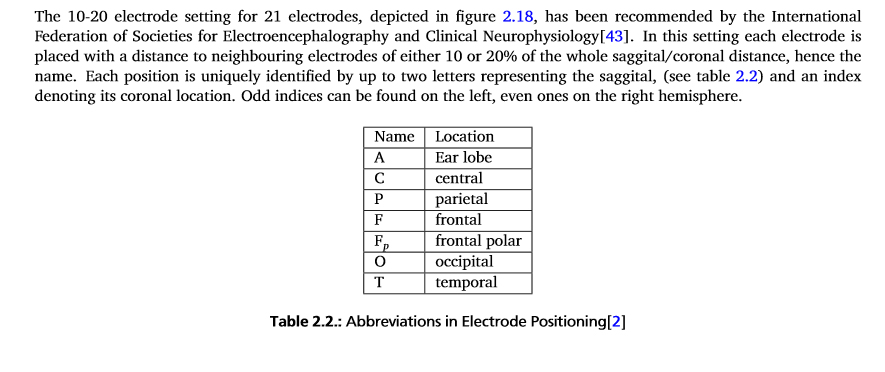 The 10-20 electrode setting for 21 electrodes, depicted in figure 2.18, has been recommended by the International
Federation of Societies for Electroencephalography and Clinical Neurophysiology[43]. In this setting each electrode is
placed with a distance to neighbouring electrodes of either 10 or 20% of the whole saggital/coronal distance, hence the
name. Each position is uniquely identified by up to two letters representing the saggital, (see table 2.2) and an index
denoting its coronal location. Odd indices can be found on the left, even ones on the right hemisphere.
Name Location
A Ear lobe
C central
P parietal
F frontal
Fp frontal polar
O occipital
T temporal
Table 2.2.: Abbreviations in Electrode Positioning[2]